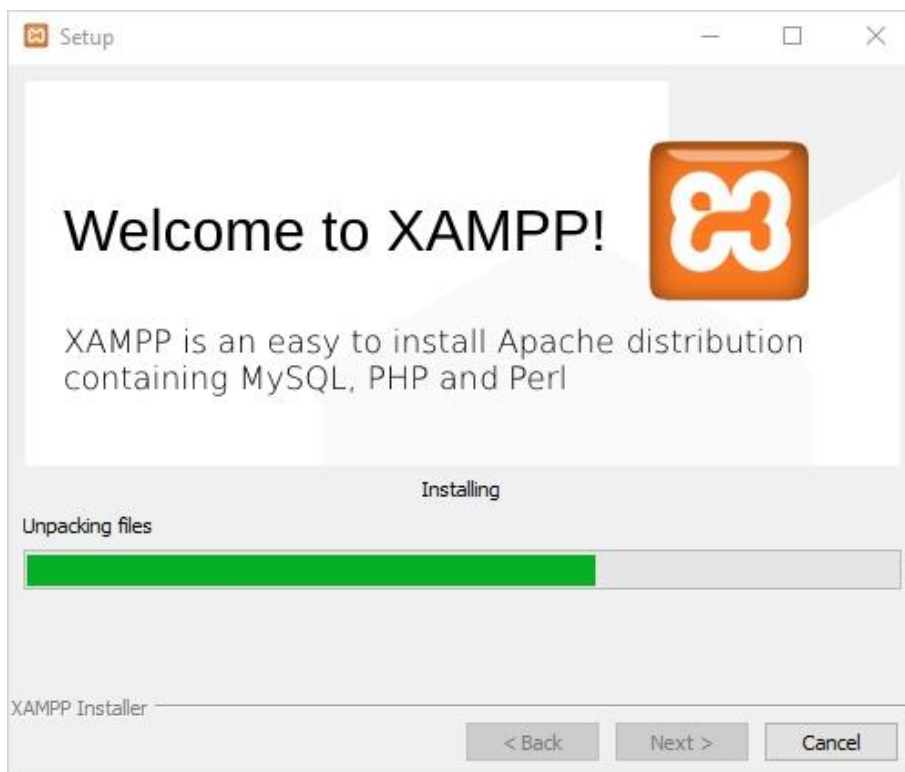 Setup
Welcome to XAMPP!
XAMPP is an easy to install Apache distribution
containing MySQL, PHP and Perl
Installing
Unpacking files
XAMPP Installer
< Back
Next >
Cancel